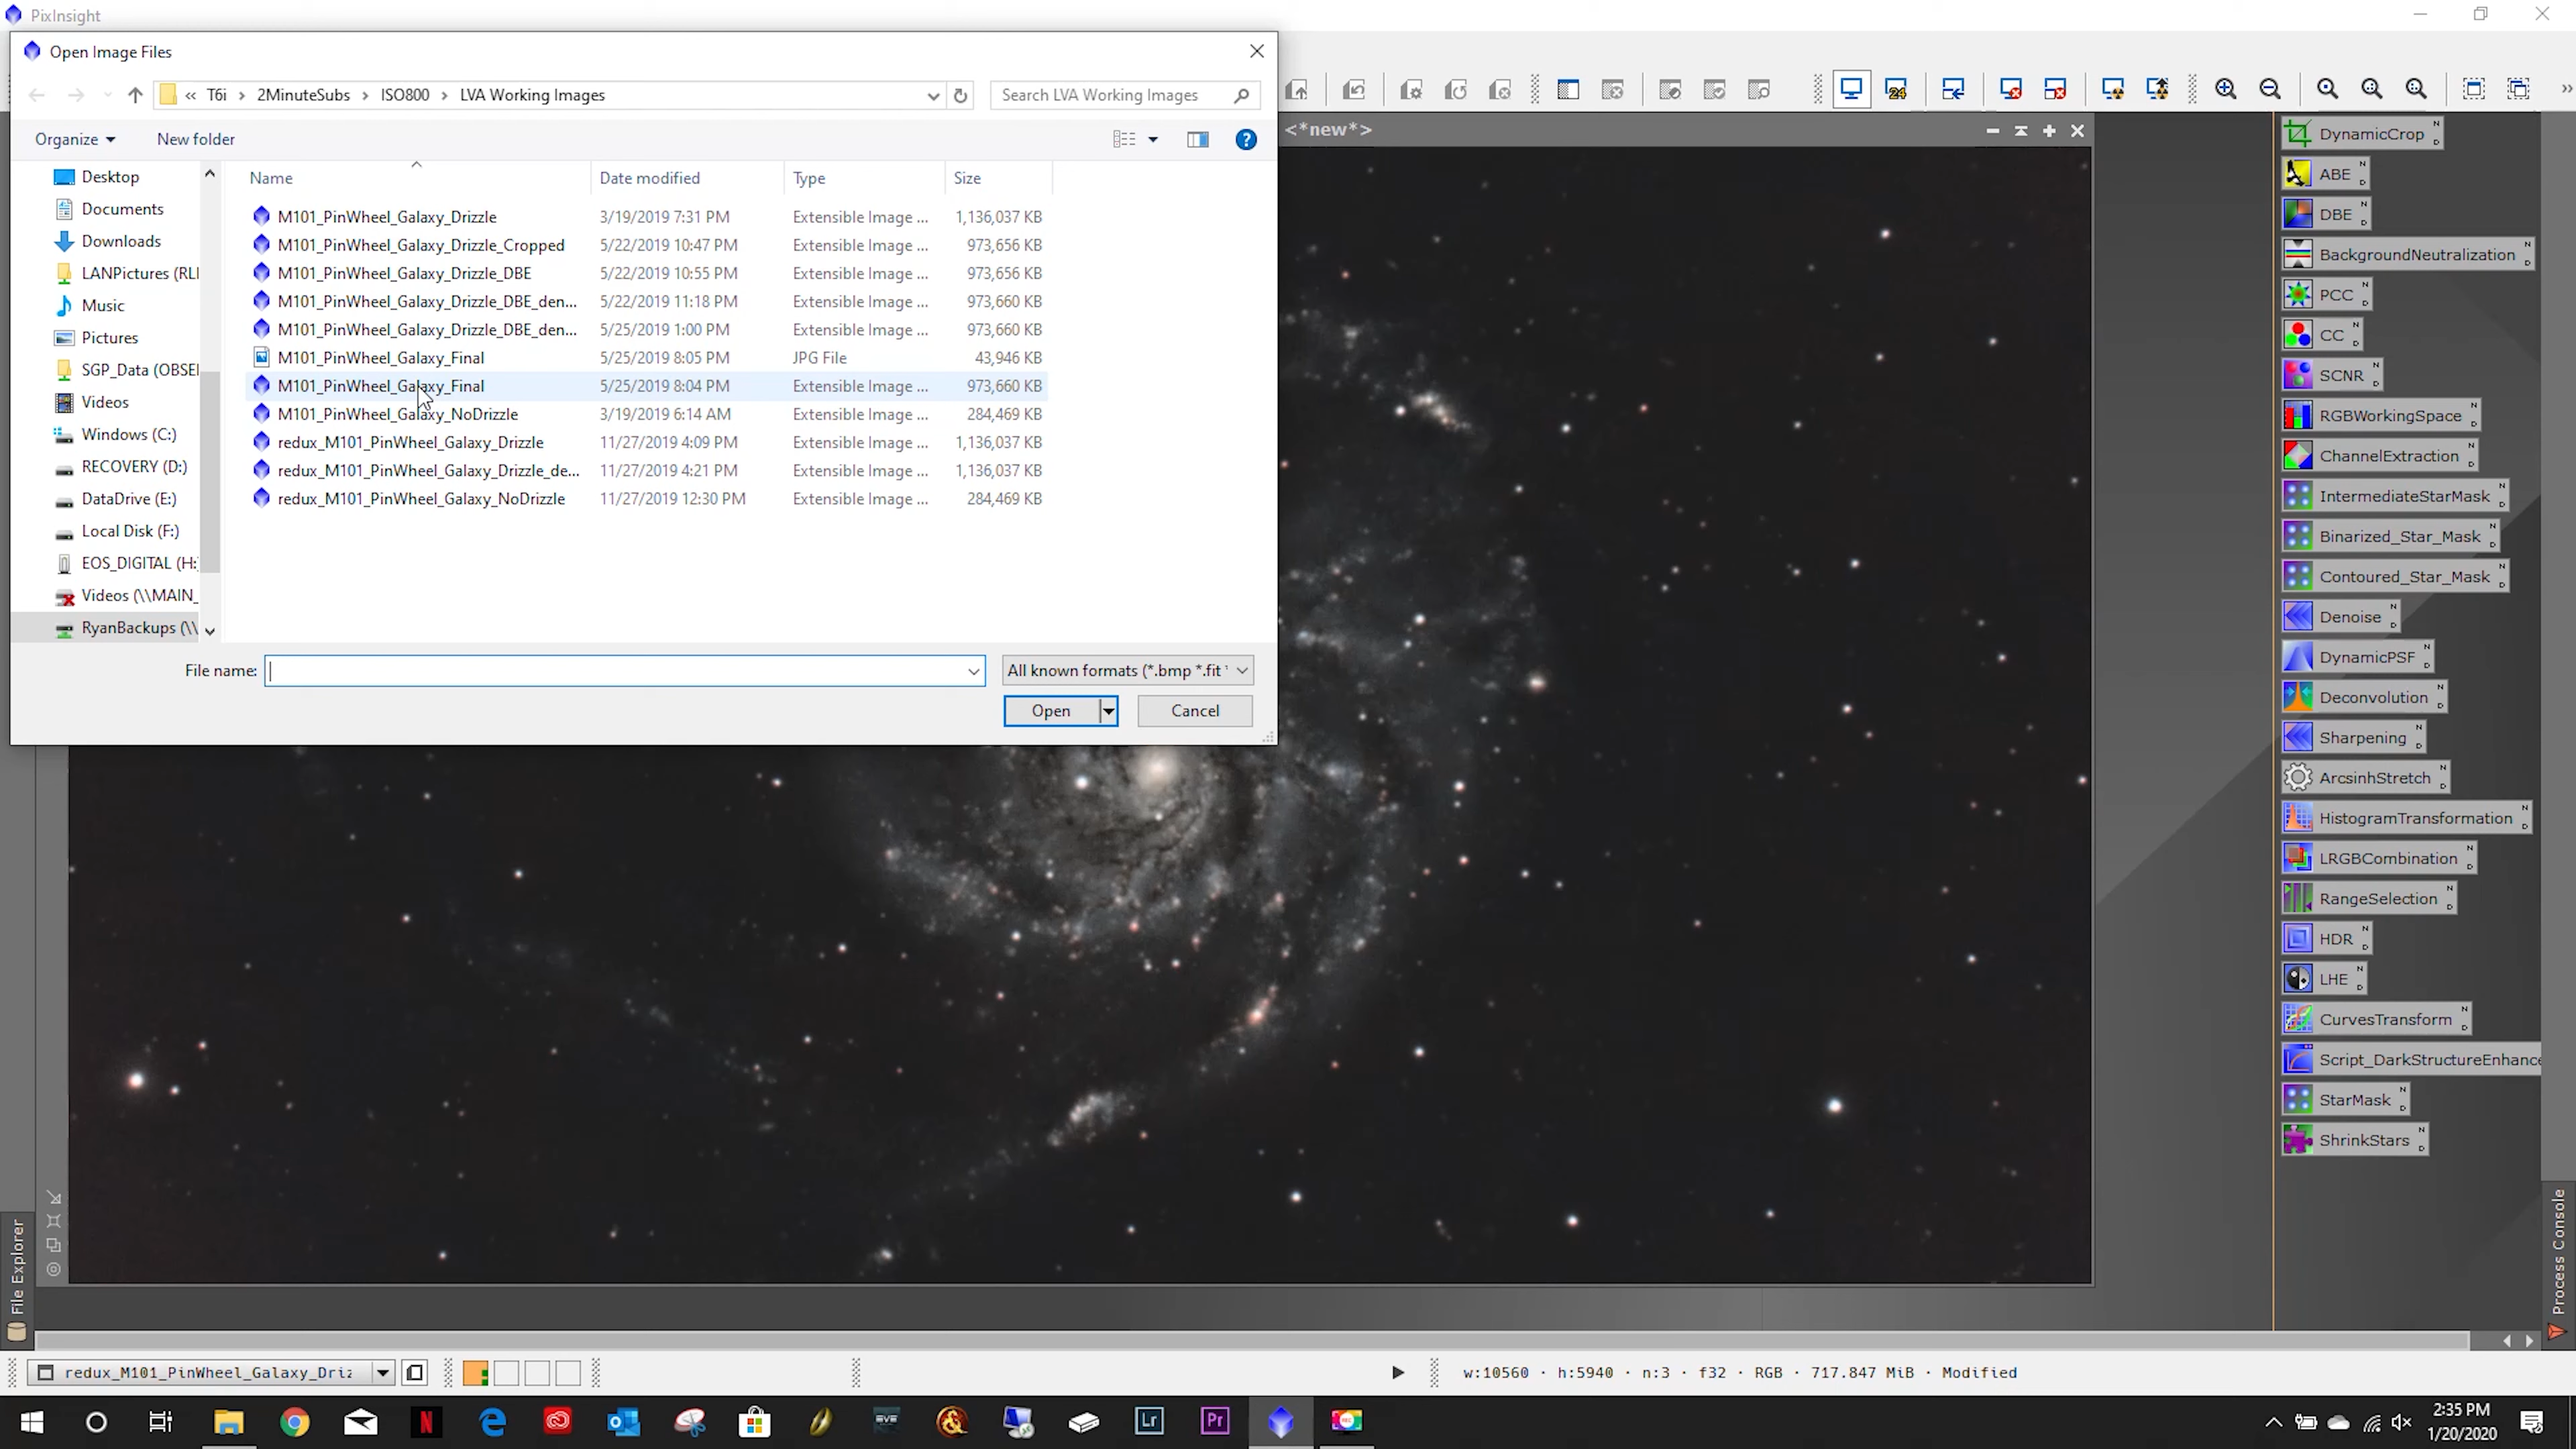 PixInsight
Open Image Files
« T6i › 2MinuteSubs › ISO800 › LVA Working Images
Search LVA Working Images
Organize
New folder
<*new*>
Name Date modified Type Size
Desktop
Documents
Downloads
LANPictures (RLI
Music
Pictures
SGP_Data (OBSEI
Videos
Windows (C:)
RECOVERY (D:)
DataDrive (E:)
Local Disk (F:)
EOS_DIGITAL (H:
Videos (\\MAIN_
RyanBackups (\\
M101_PinWheel_Galaxy_Drizzle 3/19/2019 7:31 PM Extensible Image ... 1,136,037 KB
M101_PinWheel_Galaxy_Drizzle_Cropped 5/22/2019 10:47 PM Extensible Image ... 973,656 KB
M101_PinWheel_Galaxy_Drizzle_DBE 5/22/2019 10:55 PM Extensible Image ... 973,656 KB
M101_PinWheel_Galaxy_Drizzle_DBE_den... 5/22/2019 11:18 PM Extensible Image ... 973,660 KB
M101_PinWheel_Galaxy_Drizzle_DBE_den... 5/25/2019 1:00 PM Extensible Image ... 973,660 KB
M101_PinWheel_Galaxy_Final 5/25/2019 8:05 PM JPG File 43,946 KB
M101_PinWheel_Galaxy_Final 5/25/2019 8:04 PM Extensible Image ... 973,660 KB
M101_PinWheel_Galaxy_NoDrizzle 3/19/2019 6:14 AM Extensible Image ... 284,469 KB
redux_M101_PinWheel_Galaxy_Drizzle 11/27/2019 4:09 PM Extensible Image ... 1,136,037 KB
redux_M101_PinWheel_Galaxy_Drizzle_de... 11/27/2019 4:21 PM Extensible Image ... 1,136,037 KB
redux_M101_PinWheel_Galaxy_NoDrizzle 11/27/2019 12:30 PM Extensible Image ... 284,469 KB
File name:
All known formats (*.bmp *.fit
Open
Cancel
DynamicCrop
ABE
DBE
BackgroundNeutralization
PCC
CC
SCNR
RGBWorkingSpace
ChannelExtraction
IntermediateStarMask
Binarized_Star_Mask
Contoured_Star_Mask
Denoise
DynamicPSF
Deconvolution
Sharpening
ArcsinhStretch
HistogramTransformation
LRGBCombination
RangeSelection
HDR
LHE
CurvesTransform
Script_DarkStructureEnhance
StarMask
ShrinkStars
File Explorer
Process Console
redux_M101_PinWheel_Galaxy_Driz
w:10560 · h:5940 · n:3 · f32 · RGB · 717.847 MiB · Modified
Lr
Pr
2:35 PM
1/20/2020